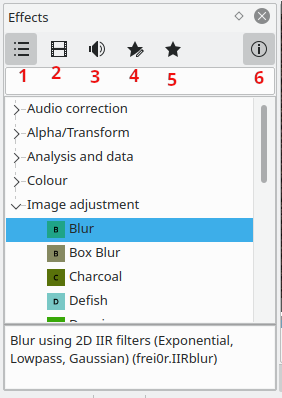 Effects
1 2 3 4 5 6
Audio correction
Alpha/Transform
Analysis and data
Colour
Image adjustment
B Blur
B Box Blur
C Charcoal
D Defish
Blur using 2D IIR filters (Exponential,
Lowpass, Gaussian) (frei0r.IIRblur)